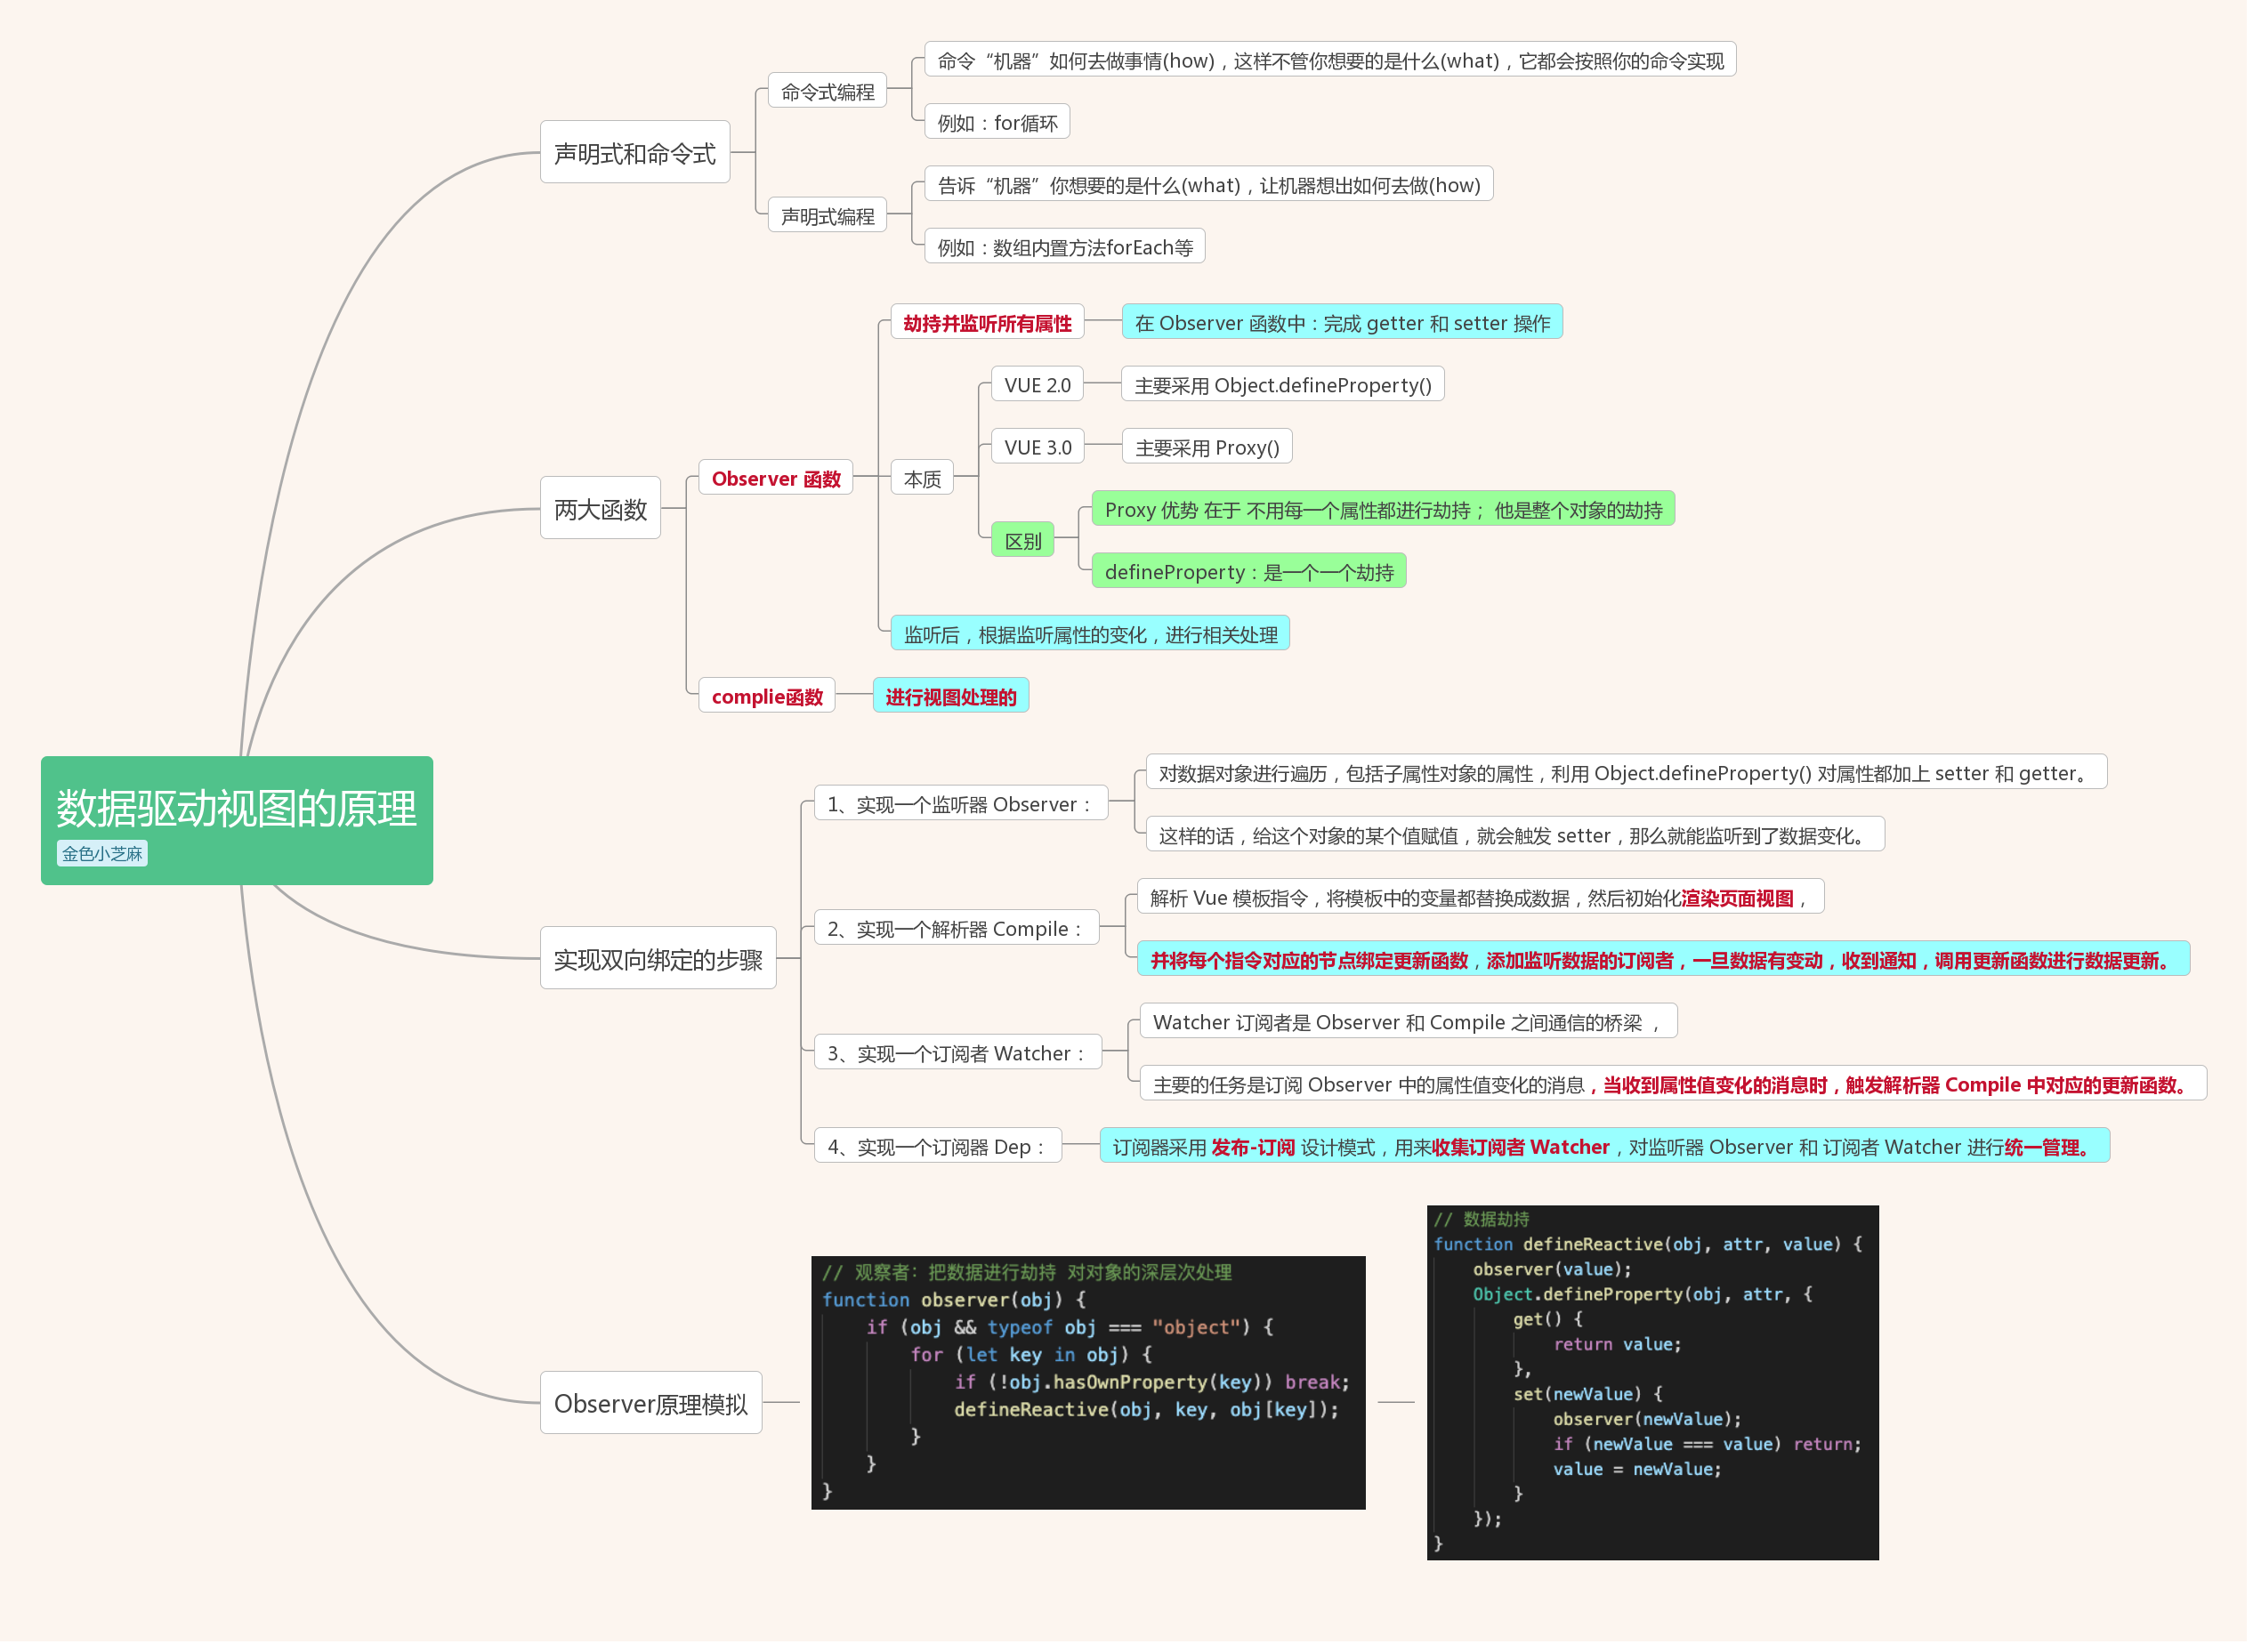 数据驱动视图的原理
金色小芝麻
声明式和命令式
命令式编程
命令“机器”如何去做事情(how)，这样不管你想要的是什么(what)，它都会按照你的命令实现
例如：for循环
声明式编程
告诉“机器”你想要的是什么(what)，让机器想出如何去做(how)
例如：数组内置方法forEach等
两大函数
Observer 函数
劫持并监听所有属性
在 Observer 函数中：完成 getter 和 setter 操作
本质
VUE 2.0
主要采用 Object.defineProperty()
VUE 3.0
主要采用 Proxy()
区别
Proxy 优势 在于 不用每一个属性都进行劫持； 他是整个对象的劫持
defineProperty：是一个一个劫持
监听后，根据监听属性的变化，进行相关处理
complie函数
进行视图处理的
实现双向绑定的步骤
1、实现一个监听器 Observer：
对数据对象进行遍历，包括子属性对象的属性，利用 Object.defineProperty() 对属性都加上 setter 和 getter。
这样的话，给这个对象的某个值赋值，就会触发 setter，那么就能监听到了数据变化。
2、实现一个解析器 Compile：
解析 Vue 模板指令，将模板中的变量都替换成数据，然后初始化渲染页面视图，
并将每个指令对应的节点绑定更新函数，添加监听数据的订阅者，一旦数据有变动，收到通知，调用更新函数进行数据更新。
3、实现一个订阅者 Watcher：
Watcher 订阅者是 Observer 和 Compile 之间通信的桥梁 ，
主要的任务是订阅 Observer 中的属性值变化的消息，当收到属性值变化的消息时，触发解析器 Compile 中对应的更新函数。
4、实现一个订阅器 Dep：
订阅器采用 发布-订阅 设计模式，用来收集订阅者 Watcher，对监听器 Observer 和 订阅者 Watcher 进行统一管理。
Observer原理模拟
// 观察者：把数据进行劫持 对对象的深层次处理
function observer(obj) {
    if (obj && typeof obj === "object") {
        for (let key in obj) {
            if (!obj.hasOwnProperty(key)) break;
            defineReactive(obj, key, obj[key]);
        }
    }
}
// 数据劫持
function defineReactive(obj, attr, value) {
    observer(value);
    Object.defineProperty(obj, attr, {
        get() {
            return value;
        },
        set(newValue) {
            observer(newValue);
            if (newValue === value) return;
            value = newValue;
        }
    });
}